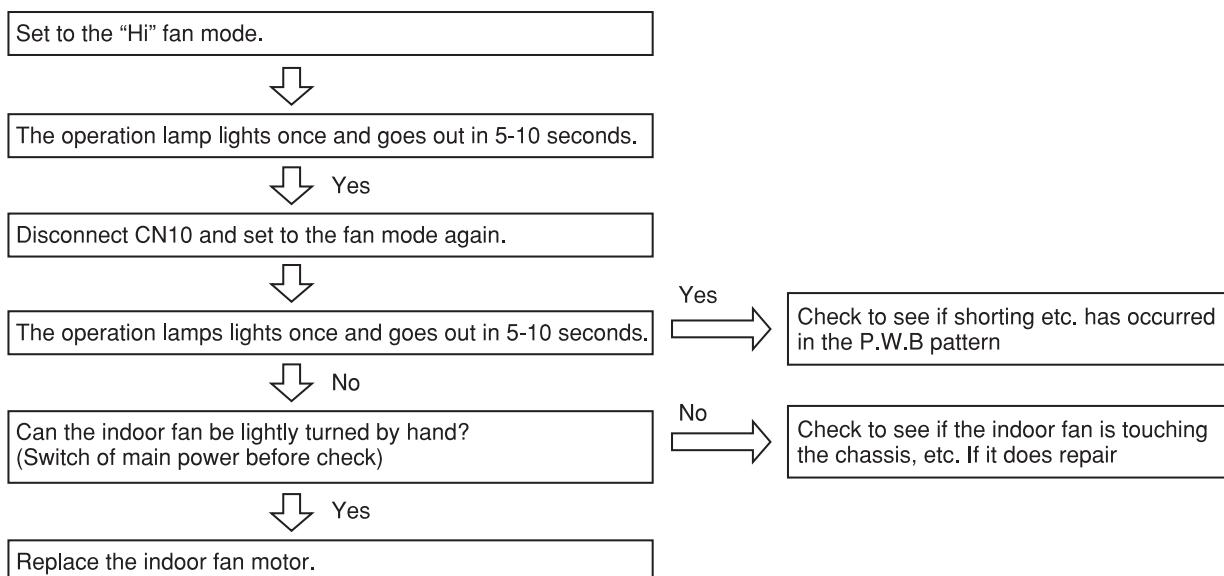 Set to the “Hi” fan mode.
The operation lamp lights once and goes out in 5-10 seconds.
Yes
Disconnect CN10 and set to the fan mode again.
The operation lamps lights once and goes out in 5-10 seconds.
Yes
Check to see if shorting etc. has occurred
in the P.W.B pattern
No
Can the indoor fan be lightly turned by hand?
(Switch of main power before check)
No
Check to see if the indoor fan is touching
the chassis, etc. If it does repair
Yes
Replace the indoor fan motor.